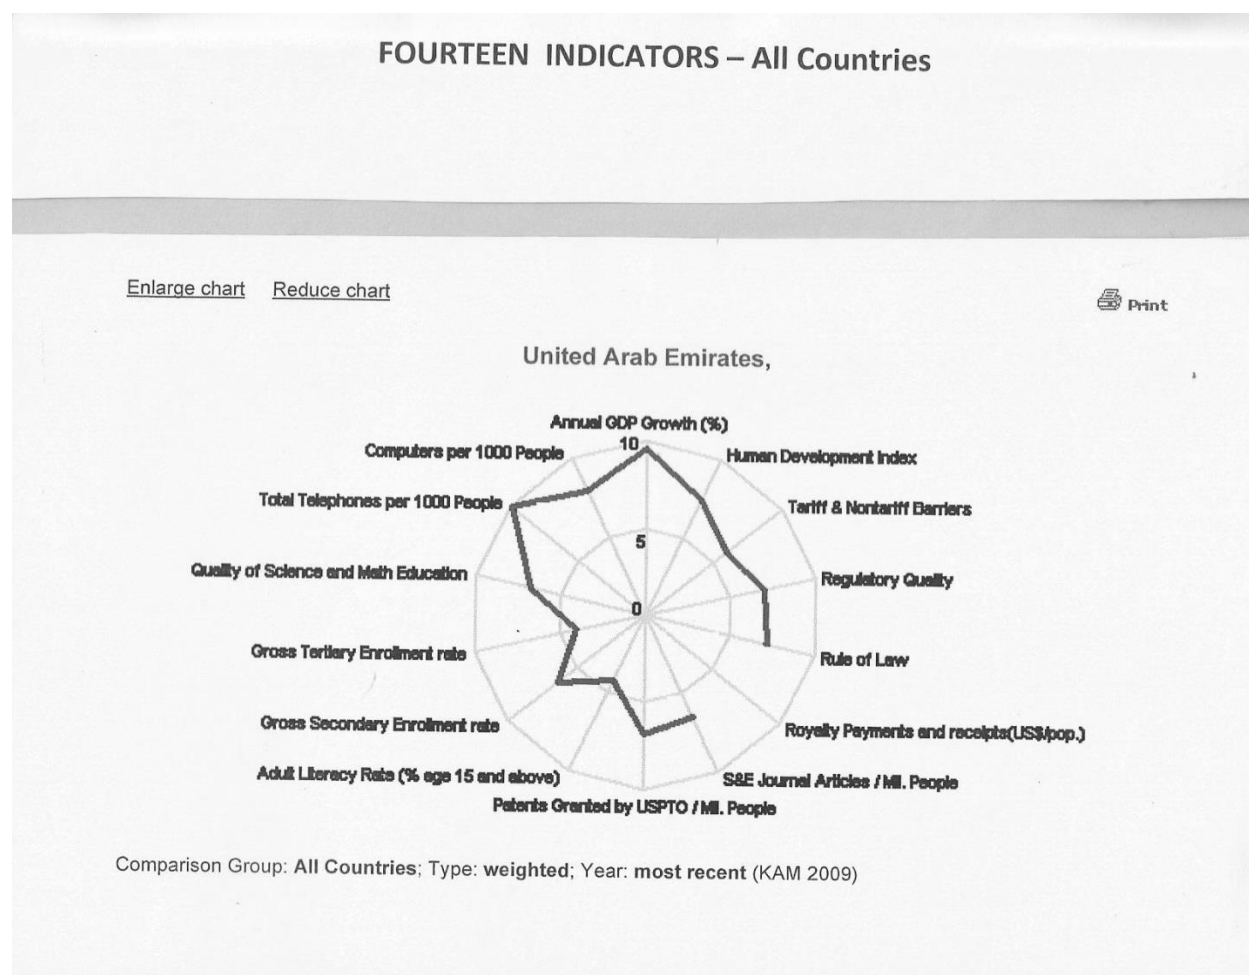 FOURTEEN INDICATORS – All Countries
Enlarge chart Reduce chart
Print
United Arab Emirates,
Annual GDP Growth (%)
10
Computers per 1000 People
Human Development Index
Total Telephones per 1000 People
Tariff & Nontariff Barriers
5
Quality of Science and Math Education
Regulatory Quality
0
Gross Tertiary Enrollment rate
Rule of Law
Gross Secondary Enrollment rate
Royalty Payments and receipts(US$/pop.)
Adult Literacy Rate (% age 15 and above)
S&E Journal Articles / Mil. People
Patents Granted by USPTO / Mil. People
Comparison Group: All Countries; Type: weighted; Year: most recent (KAM 2009)